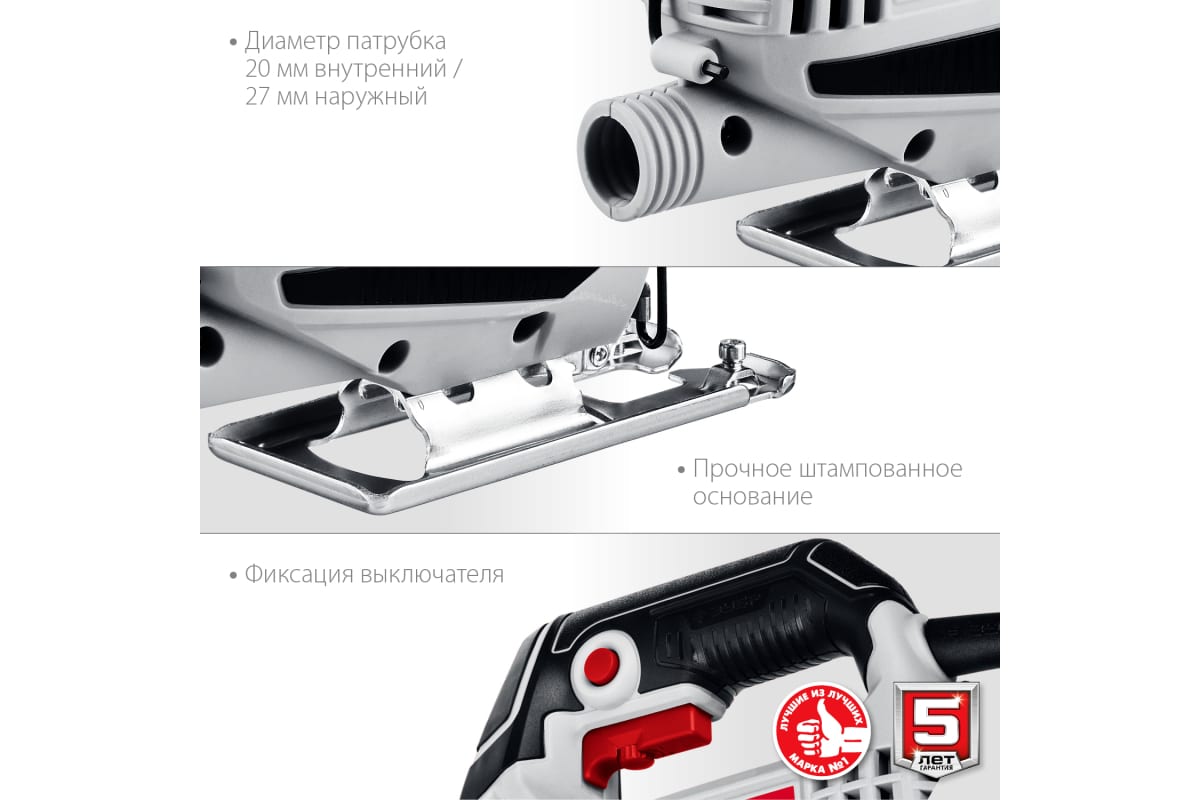 • Диаметр патрубка
20 мм внутренний /
27 мм наружный
• Прочное штампованное
основание
• Фиксация выключателя
ЛУЧШИЕ ИЗ ЛУЧШИХ
МАРКА №1
5
лет
ГАРАНТИЯ